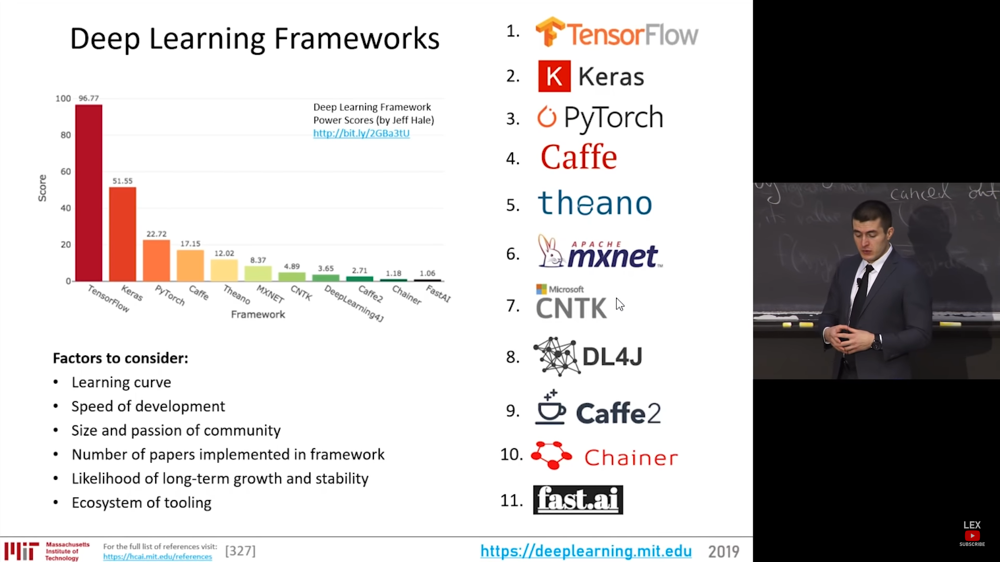 Deep Learning Frameworks
100
80
60
40
20
0
Score
96.77
51.55
22.72
17.15
12.02
8.37
4.89
3.65
2.71
1.18
1.06
TensorFlow
Keras
PyTorch
Caffe
Theano
MXNET
CNTK
DeepLearning4J
Caffe2
Chainer
FastAI
Framework
Deep Learning Framework
Power Scores (by Jeff Hale)
http://bit.ly/2GBa3tU
Factors to consider:
• Learning curve
• Speed of development
• Size and passion of community
• Number of papers implemented in framework
• Likelihood of long-term growth and stability
• Ecosystem of tooling
1. TensorFlow
2. K Keras
3. PyTorch
4. Caffe
5. theano
6. APACHE
mxnet™
7. Microsoft
CNTK
8. DL4J
9. Caffe2
10. Chainer
11. fast.ai
MIT
Massachusetts
Institute of
Technology
For the full list of references visit:
https://hcai.mit.edu/references
[327]
https://deeplearning.mit.edu
2019
cancel out
its value
LEX
SUBSCRIBE